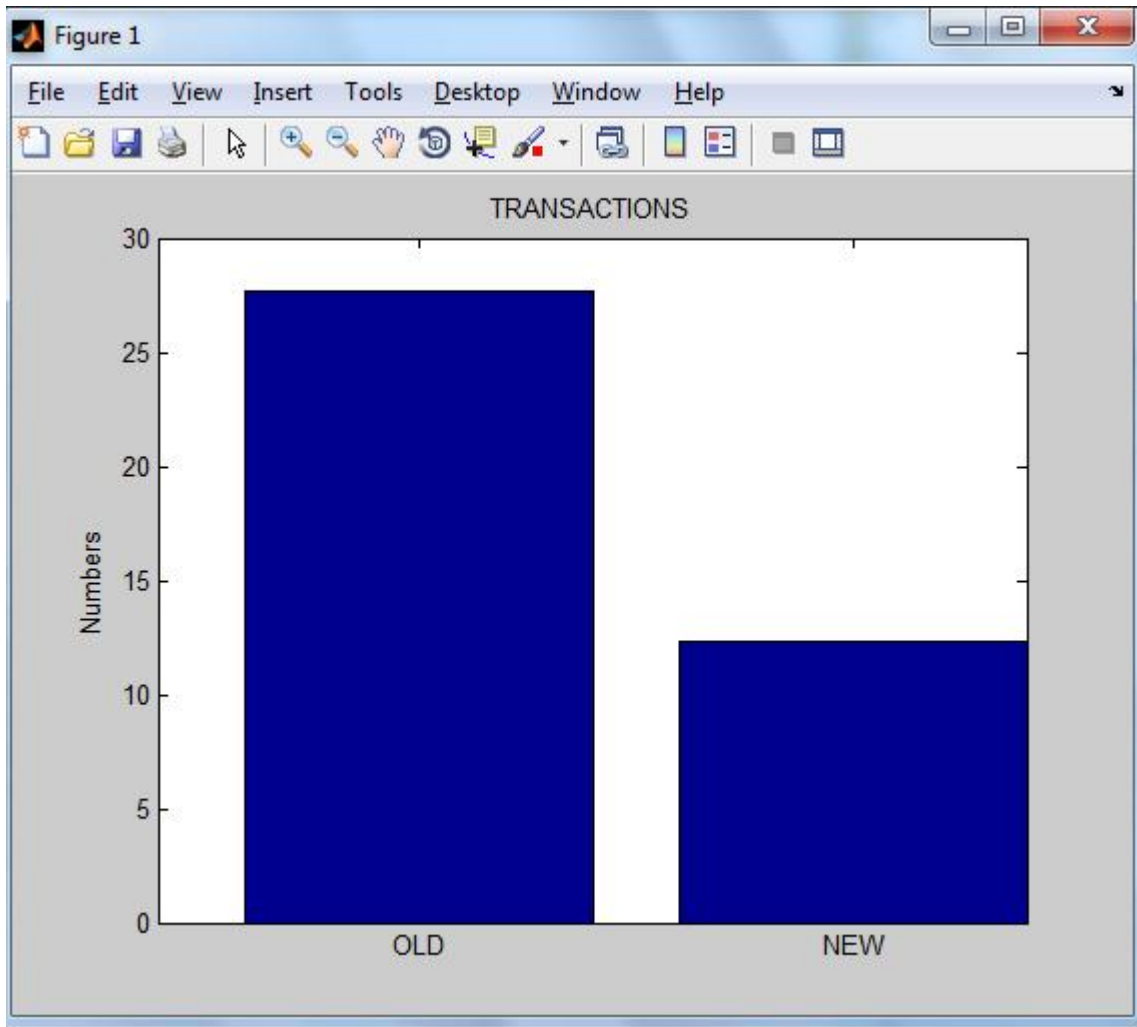 Figure 1
File Edit View Insert Tools Desktop Window Help
TRANSACTIONS
30
25
20
15
10
5
0
Numbers
OLD NEW